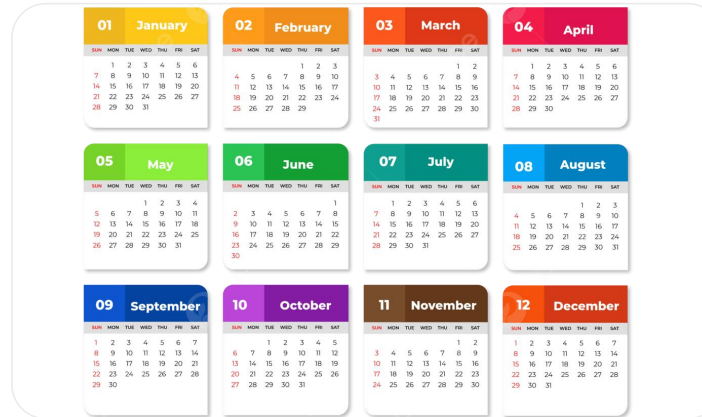 01 January
SUN MON TUE WED THU FRI SAT
1 2 3 4 5 6
7 8 9 10 11 12 13
14 15 16 17 18 19 20
21 22 23 24 25 26 27
28 29 30 31
02 February
SUN MON TUE WED THU FRI SAT
1 2 3
4 5 6 7 8 9 10
11 12 13 14 15 16 17
18 19 20 21 22 23 24
25 26 27 28 29
03 March
SUN MON TUE WED THU FRI SAT
1 2
3 4 5 6 7 8 9
10 11 12 13 14 15 16
17 18 19 20 21 22 23
24 25 26 27 28 29 30
31
04 April
SUN MON TUE WED THU FRI SAT
1 2 3 4 5 6
7 8 9 10 11 12 13
14 15 16 17 18 19 20
21 22 23 24 25 26 27
28 29 30
05 May
SUN MON TUE WED THU FRI SAT
1 2 3 4
5 6 7 8 9 10 11
12 13 14 15 16 17 18
19 20 21 22 23 24 25
26 27 28 29 30 31
06 June
SUN MON TUE WED THU FRI SAT
1
2 3 4 5 6 7 8
9 10 11 12 13 14 15
16 17 18 19 20 21 22
23 24 25 26 27 28 29
30
07 July
SUN MON TUE WED THU FRI SAT
1 2 3 4 5 6
7 8 9 10 11 12 13
14 15 16 17 18 19 20
21 22 23 24 25 26 27
28 29 30 31
08 August
SUN MON TUE WED THU FRI SAT
1 2 3
4 5 6 7 8 9 10
11 12 13 14 15 16 17
18 19 20 21 22 23 24
25 26 27 28 29 30 31
09 September
SUN MON TUE WED THU FRI SAT
1 2 3 4 5 6 7
8 9 10 11 12 13 14
15 16 17 18 19 20 21
22 23 24 25 26 27 28
29 30
10 October
SUN MON TUE WED THU FRI SAT
1 2 3 4 5
6 7 8 9 10 11 12
13 14 15 16 17 18 19
20 21 22 23 24 25 26
27 28 29 30 31
11 November
SUN MON TUE WED THU FRI SAT
1 2
3 4 5 6 7 8 9
10 11 12 13 14 15 16
17 18 19 20 21 22 23
24 25 26 27 28 29 30
12 December
SUN MON TUE WED THU FRI SAT
1 2 3 4 5 6 7
8 9 10 11 12 13 14
15 16 17 18 19 20 21
22 23 24 25 26 27 28
29 30 31